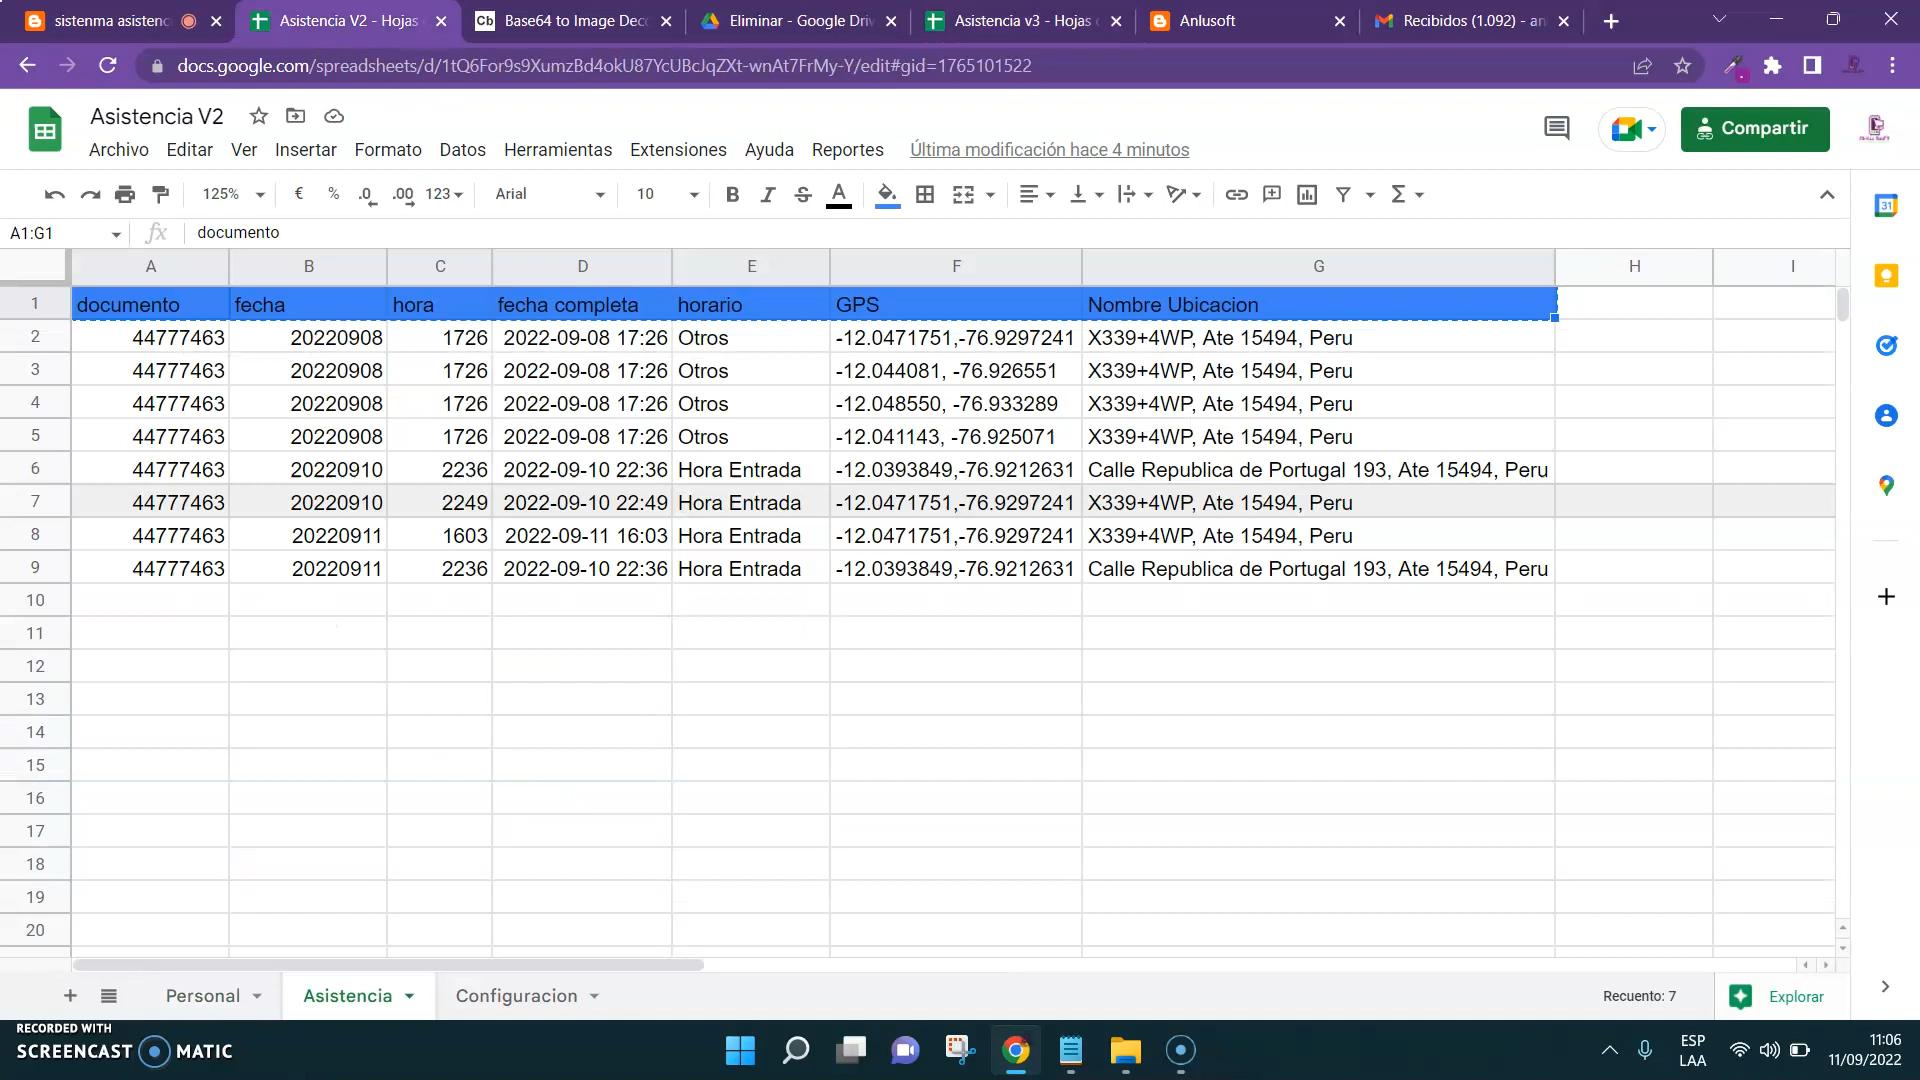 sistenma asistenc
Asistencia V2 - Hojas
Base64 to Image Dec
Eliminar - Google Driv
Asistencia v3 - Hojas
Anlusoft
Recibidos (1.092) - an
docs.google.com/spreadsheets/d/1tQ6For9s9XumzBd4okU87YcUBcJqZXt-wnAt7FrMy-Y/edit#gid=1765101522
Asistencia V2
Compartir
Archivo Editar Ver Insertar Formato Datos Herramientas Extensiones Ayuda Reportes Última modificación hace 4 minutos
125% € % .0 .00 123 Arial 10 B I S A
A1:G1 fx documento
A B C D E F G H I
1 documento fecha hora fecha completa horario GPS Nombre Ubicacion
2 44777463 20220908 1726 2022-09-08 17:26 Otros -12.0471751,-76.9297241 X339+4WP, Ate 15494, Peru
3 44777463 20220908 1726 2022-09-08 17:26 Otros -12.044081, -76.926551 X339+4WP, Ate 15494, Peru
4 44777463 20220908 1726 2022-09-08 17:26 Otros -12.048550, -76.933289 X339+4WP, Ate 15494, Peru
5 44777463 20220908 1726 2022-09-08 17:26 Otros -12.041143, -76.925071 X339+4WP, Ate 15494, Peru
6 44777463 20220910 2236 2022-09-10 22:36 Hora Entrada -12.0393849,-76.9212631 Calle Republica de Portugal 193, Ate 15494, Peru
7 44777463 20220910 2249 2022-09-10 22:49 Hora Entrada -12.0471751,-76.9297241 X339+4WP, Ate 15494, Peru
8 44777463 20220911 1603 2022-09-11 16:03 Hora Entrada -12.0471751,-76.9297241 X339+4WP, Ate 15494, Peru
9 44777463 20220911 2236 2022-09-10 22:36 Hora Entrada -12.0393849,-76.9212631 Calle Republica de Portugal 193, Ate 15494, Peru
10
11
12
13
14
15
16
17
18
19
20
Personal Asistencia Configuracion Recuento: 7 Explorar
RECORDED WITH
SCREENCAST MATIC
ESP
LAA
11:06
11/09/2022